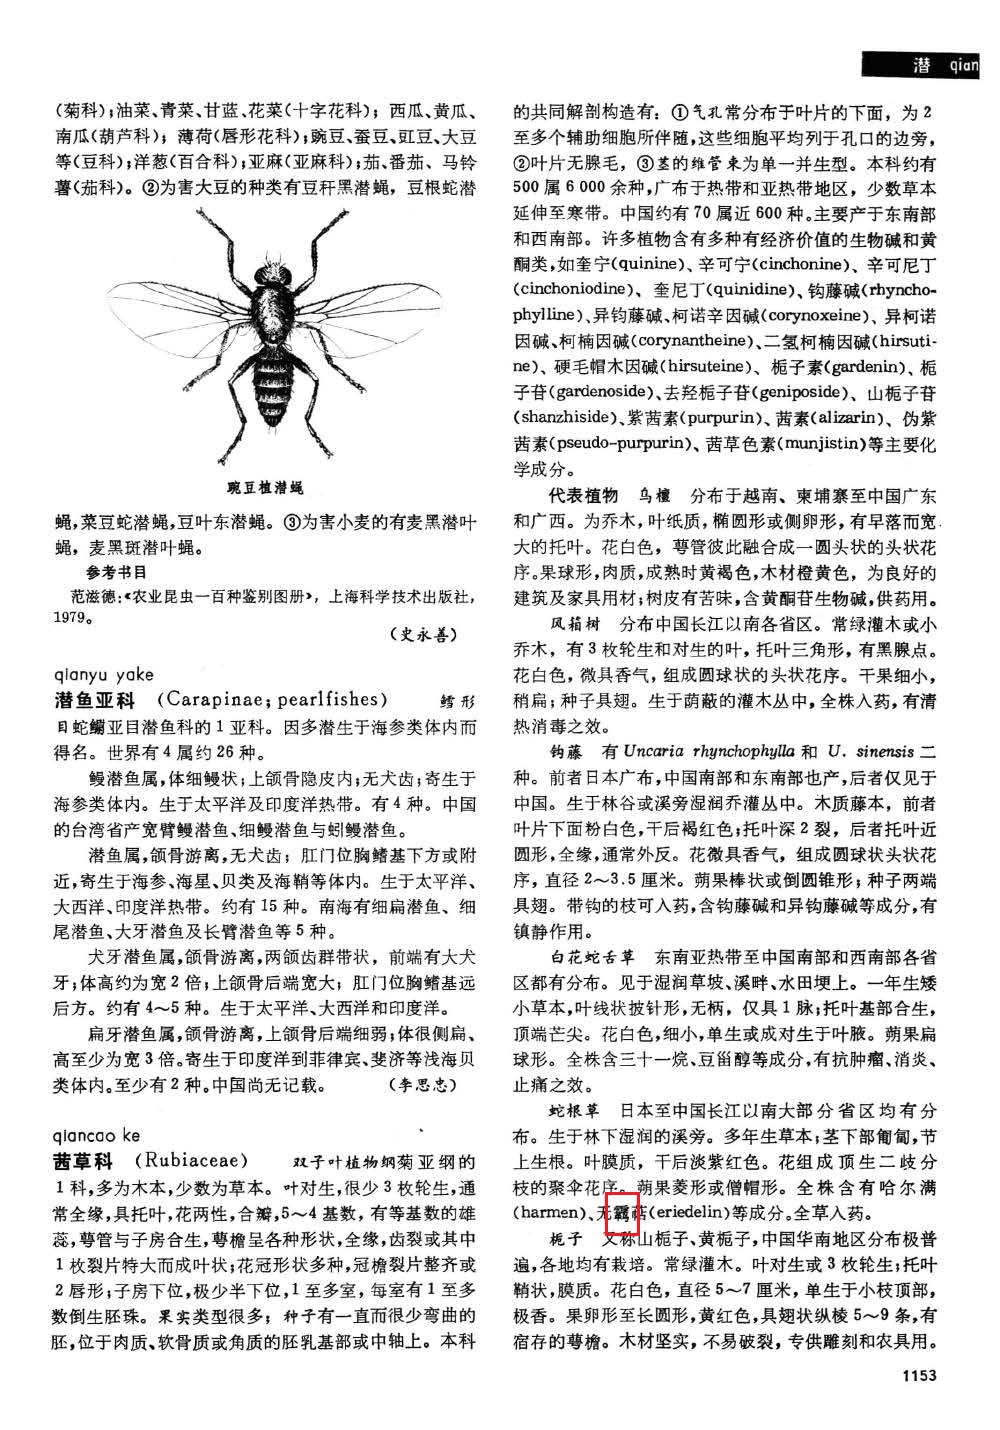 潜 qian
(菊科);油菜、青菜、甘蓝、花菜(十字花科); 西瓜、黄瓜、
南瓜(葫芦科); 薄荷(唇形花科);豌豆、蚕豆、豇豆、大豆
等(豆科);洋葱(百合科);亚麻(亚麻科);茄、番茄、马铃
薯(茄科)。②为害大豆的种类有豆秆黑潜蝇, 豆根蛇潜
豌豆植潜蝇
蝇,菜豆蛇潜蝇,豆叶东潜蝇。③为害小麦的有麦黑潜叶
蝇, 麦黑斑潜叶蝇。
参考书目
范滋德:《农业昆虫一百种鉴别图册》, 上海科学技术出版社,
1979。
(史永善)
qianyu yake
潜鱼亚科 (Carapinae; pearlfishes) 鳕形
目蛇鳚亚目潜鱼科的1亚科。因多潜生于海参类体内而
得名。世界有4属约26种。
鳗潜鱼属,体细鳗状;上颌骨隐皮内;无犬齿;寄生于
海参类体内。生于太平洋及印度洋热带。有4种。中国
的台湾省产宽臂鳗潜鱼、细鳗潜鱼与蚓鳗潜鱼。
潜鱼属,颌骨游离,无犬齿; 肛门位胸鳍基下方或附
近,寄生于海参、海星、贝类及海鞘等体内。生于太平洋、
大西洋、印度洋热带。约有15种。南海有细扁潜鱼、细
尾潜鱼、大牙潜鱼及长臂潜鱼等5种。
犬牙潜鱼属,颌骨游离,两颌齿群带状, 前端有大犬
牙;体高约为宽2倍;上颌骨后端宽大; 肛门位胸鳍基远
后方。约有4～5种。生于太平洋、大西洋和印度洋。
扁牙潜鱼属,颌骨游离,上颌骨后端细弱;体很侧扁、
高至少为宽3倍。寄生于印度洋到菲律宾、斐济等浅海贝
类体内。至少有2种。中国尚无记载。 (李思忠)
qiancao ke
茜草科 (Rubiaceae) 双子叶植物纲菊亚纲的
1科,多为木本,少数为草本。叶对生,很少3枚轮生,通
常全缘,具托叶,花两性,合瓣,5～4基数,有等基数的雄
蕊,萼管与子房合生,萼檐呈各种形状,全缘,齿裂或其中
1枚裂片特大而成叶状;花冠形状多种,冠檐裂片整齐或
2唇形;子房下位,极少半下位,1至多室,每室有1至多
数倒生胚珠。果实类型很多; 种子有一直而很少弯曲的
胚,位于肉质、软骨质或角质的胚乳基部或中轴上。本科
的共同解剖构造有: ①气孔常分布于叶片的下面, 为2
至多个辅助细胞所伴随,这些细胞平均列于孔口的边旁,
②叶片无腺毛, ③茎的维管束为单一并生型。本科约有
500属6 000余种,广布于热带和亚热带地区, 少数草本
延伸至寒带。中国约有70属近600种。主要产于东南部
和西南部。许多植物含有多种有经济价值的生物碱和黄
酮类,如奎宁(quinine)、辛可宁(cinchonine)、辛可尼丁
(cinchoniodine)、奎尼丁(quinidine)、钩藤碱(rhyncho-
phylline)、异钩藤碱、柯诺辛因碱(corynoxeine)、异柯诺
因碱、柯楠因碱(corynantheine)、二氢柯楠因碱(hirsuti-
ne)、硬毛帽木因碱(hirsuteine)、栀子素(gardenin)、栀
子苷(gardenoside)、去羟栀子苷(geniposide)、山栀子苷
(shanzhiside)、紫茜素(purpurin)、茜素(alizarin)、伪紫
茜素(pseudo-purpurin)、茜草色素(munjistin)等主要化
学成分。
代表植物 乌檀 分布于越南、柬埔寨至中国广东
和广西。为乔木,叶纸质,椭圆形或侧卵形,有早落而宽
大的托叶。花白色, 萼管彼此融合成一圆头状的头状花
序。果球形,肉质,成熟时黄褐色,木材橙黄色, 为良好的
建筑及家具用材;树皮有苦味,含黄酮苷生物碱,供药用。
风箱树 分布中国长江以南各省区。常绿灌木或小
乔木, 有3枚轮生和对生的叶,托叶三角形,有黑腺点。
花白色,微具香气,组成圆球状的头状花序。干果细小,
稍扁;种子具翅。生于荫蔽的灌木丛中,全株入药,有清
热消毒之效。
钩藤 有Uncaria rhynchophylla和 U. sinensis二
种。前者日本广布,中国南部和东南部也产,后者仅见于
中国。生于林谷或溪旁湿润乔灌丛中。木质藤本, 前者
叶片下面粉白色,干后褐红色;托叶深2裂, 后者托叶近
圆形,全缘,通常外反。花微具香气, 组成圆球状头状花
序, 直径2～3.5厘米。蒴果棒状或倒圆锥形; 种子两端
具翅。带钩的枝可入药,含钩藤碱和异钩藤碱等成分,有
镇静作用。
白花蛇舌草 东南亚热带至中国南部和西南部各省
区都有分布。见于湿润草坡、溪畔、水田埂上。一年生矮
小草本,叶线状披针形,无柄, 仅具1脉;托叶基部合生,
顶端芒尖。花白色,细小,单生或成对生于叶腋。蒴果扁
球形。全株含三十一烷、豆甾醇等成分,有抗肿瘤、消炎、
止痛之效。
蛇根草 日本至中国长江以南大部分省区均有分
布。生于林下湿润的溪旁。多年生草本;茎下部匍匐,节
上生根。叶膜质, 干后淡紫红色。花组成顶生二歧分
枝的聚伞花序。蒴果菱形或僧帽形。全株含有哈尔满
(harmen)、无羁萜(eriedelin)等成分。全草入药。
栀子 又称山栀子、黄栀子,中国华南地区分布极普
遍,各地均有栽培。常绿灌木。叶对生或3枚轮生;托叶
鞘状,膜质。花白色, 直径5～7厘米, 单生于小枝顶部,
极香。果卵形至长圆形,黄红色,具翅状纵棱5～9条,有
宿存的萼檐。木材坚实,不易破裂, 专供雕刻和农具用。
1153